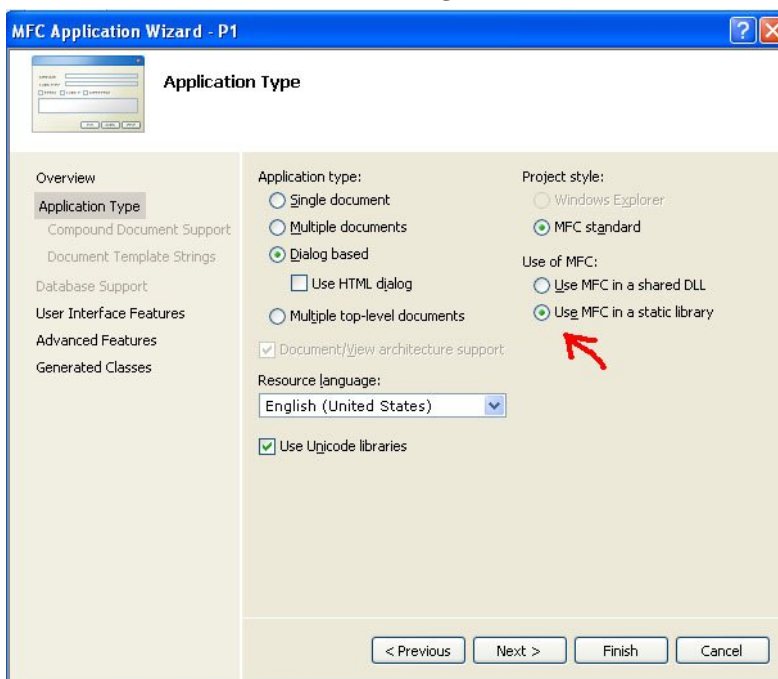 MFC Application Wizard - P1
Application Type
Overview
Application Type
Compound Document Support
Document Template Strings
Database Support
User Interface Features
Advanced Features
Generated Classes
Application type:
Single document
Multiple documents
Dialog based
Use HTML dialog
Multiple top-level documents
Document/View architecture support
Resource language:
English (United States)
Use Unicode libraries
Project style:
Windows Explorer
MFC standard
Use of MFC:
Use MFC in a shared DLL
Use MFC in a static library
< Previous
Next >
Finish
Cancel